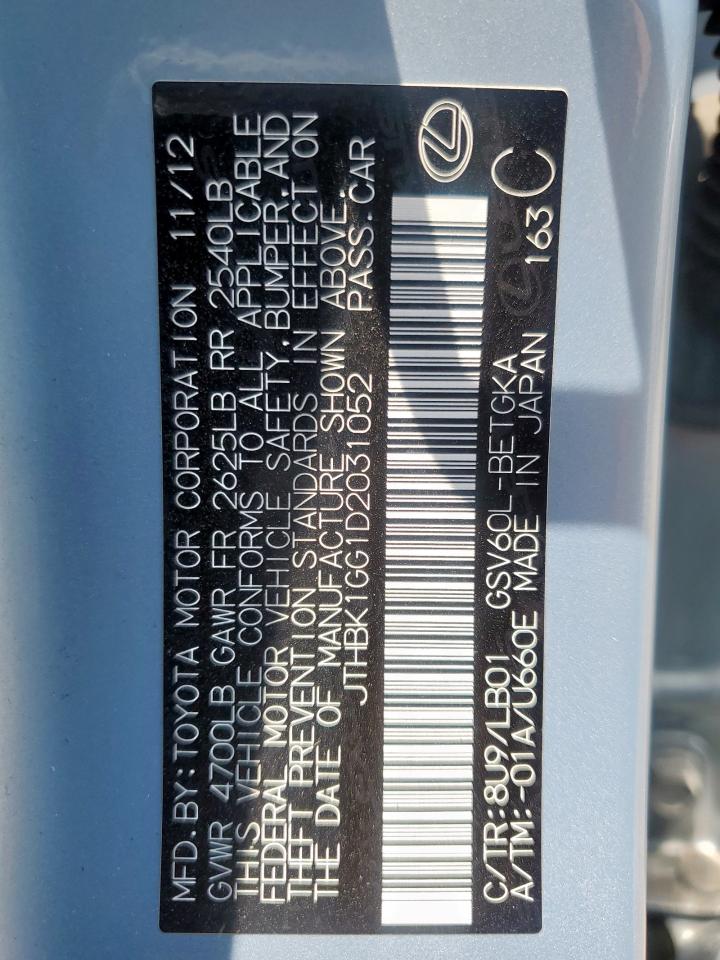 MFD.BY:TOYOTA MOTOR CORPORATION 11/12
GVWR 4700LB GAWR FR 2625LB RR 2540LB
THIS VEHICLE CONFORMS TO ALL APPLICABLE
FEDERAL MOTOR VEHICLE SAFETY,BUMPER,AND
THEFT PREVENTION STANDARDS IN EFFECT ON
THE DATE OF MANUFACTURE SHOWN ABOVE.
JTHBK1GG1D2031052 PASS.CAR
C/TR:8U9/LB01 GSV60L-BETGKA
A/TM:-01A/U660E MADE IN JAPAN 163 C